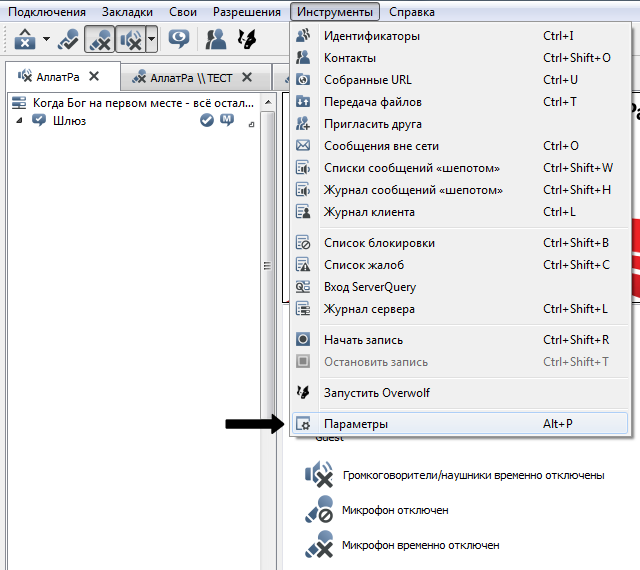 Подключения Закладки Свои Разрешения Инструменты Справка
АллатРа
АллатРа \\ ТЕСТ
Когда Бог на первом месте - всё остал...
Шлюз
M
Идентификаторы Ctrl+I
Контакты Ctrl+Shift+O
Собранные URL Ctrl+U
Передача файлов Ctrl+T
Пригласить друга
Сообщения вне сети Ctrl+O
Списки сообщений «шепотом» Ctrl+Shift+W
Журнал сообщений «шепотом» Ctrl+Shift+H
Журнал клиента Ctrl+L
Список блокировки Ctrl+Shift+B
Список жалоб Ctrl+Shift+C
Вход ServerQuery
Журнал сервера Ctrl+Shift+L
Начать запись Ctrl+Shift+R
Остановить запись Ctrl+Shift+T
Запустить Overwolf
Параметры Alt+P
Guest
Громкоговорители/наушники временно отключены
Микрофон отключен
Микрофон временно отключен